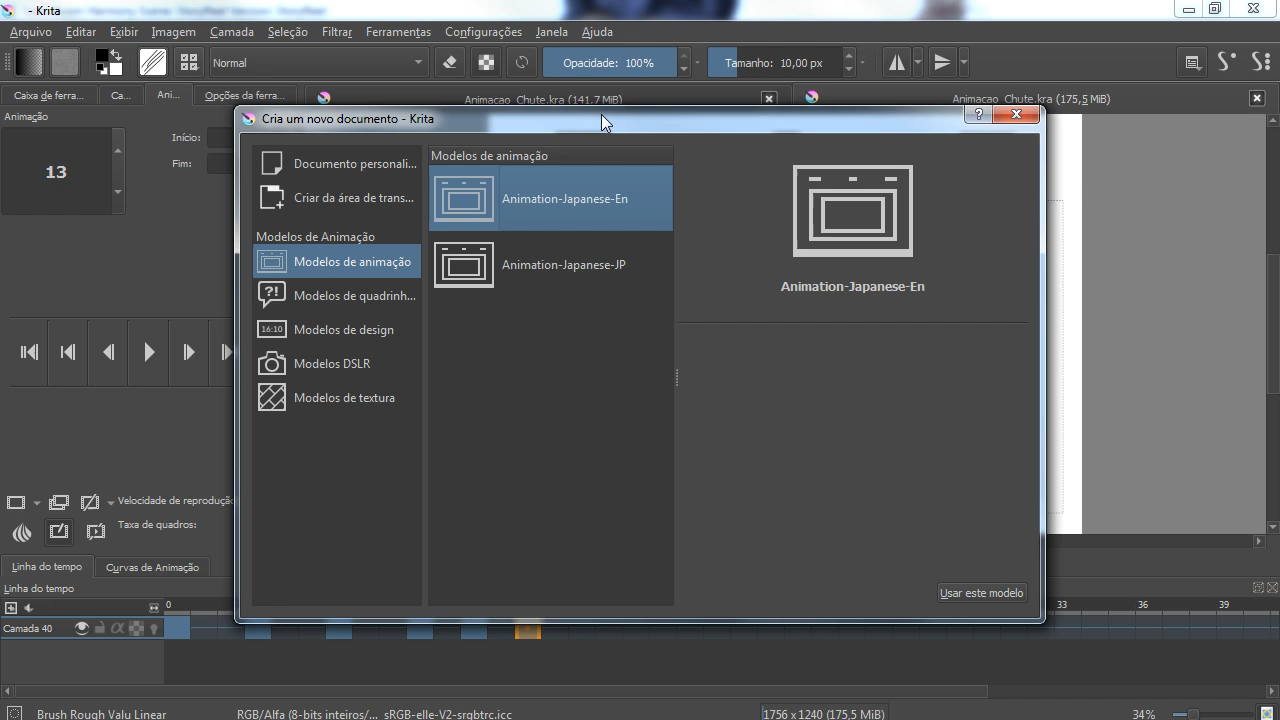 - Krita
Arquivo Editar Exibir Imagem Camada Seleção Filtrar Ferramentas Configurações Janela Ajuda
Normal
Opacidade: 100%
Tamanho: 10,00 px
Caixa de ferra... Ca... Ani... Opções da ferra...
Animacao_Chute.kra (141,7 MiB)
Animacao_Chute.kra (175,5 MiB)
Animação
13
Início:
Fim:
Cria um novo documento - Krita
Documento personali...
Criar da área de trans...
Modelos de Animação
Modelos de animação
Modelos de quadrinh...
16:10 Modelos de design
Modelos DSLR
Modelos de textura
Modelos de animação
Animation-Japanese-En
Animation-Japanese-JP
Animation-Japanese-En
Usar este modelo
Velocidade de reproduçã
Taxa de quadros:
Linha do tempo Curvas de Animação
Linha do tempo
0 33 36 39
Camada 40
Brush Rough Valu Linear
RGB/Alfa (8-bits inteiros/... sRGB-elle-V2-srgbtrc.icc
1756 x 1240 (175,5 MiB)
34%